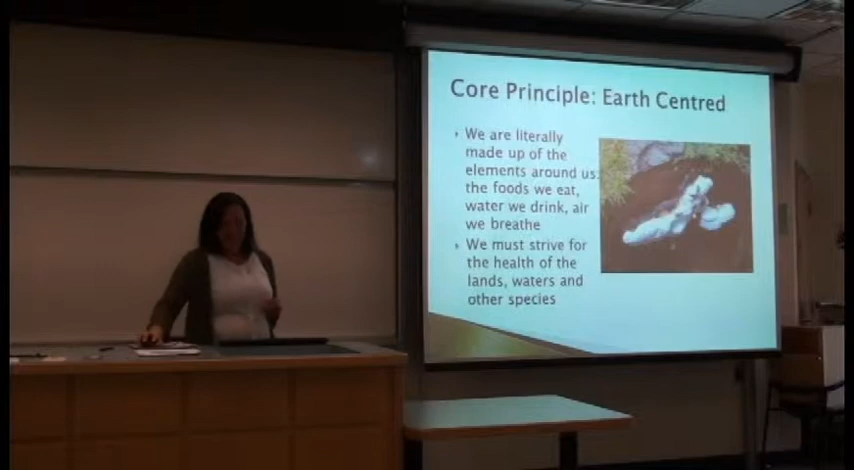 Core Principle: Earth Centred
We are literally
made up of the
elements around us:
the foods we eat,
water we drink, air
we breathe
We must strive for
the health of the
lands, waters and
other species